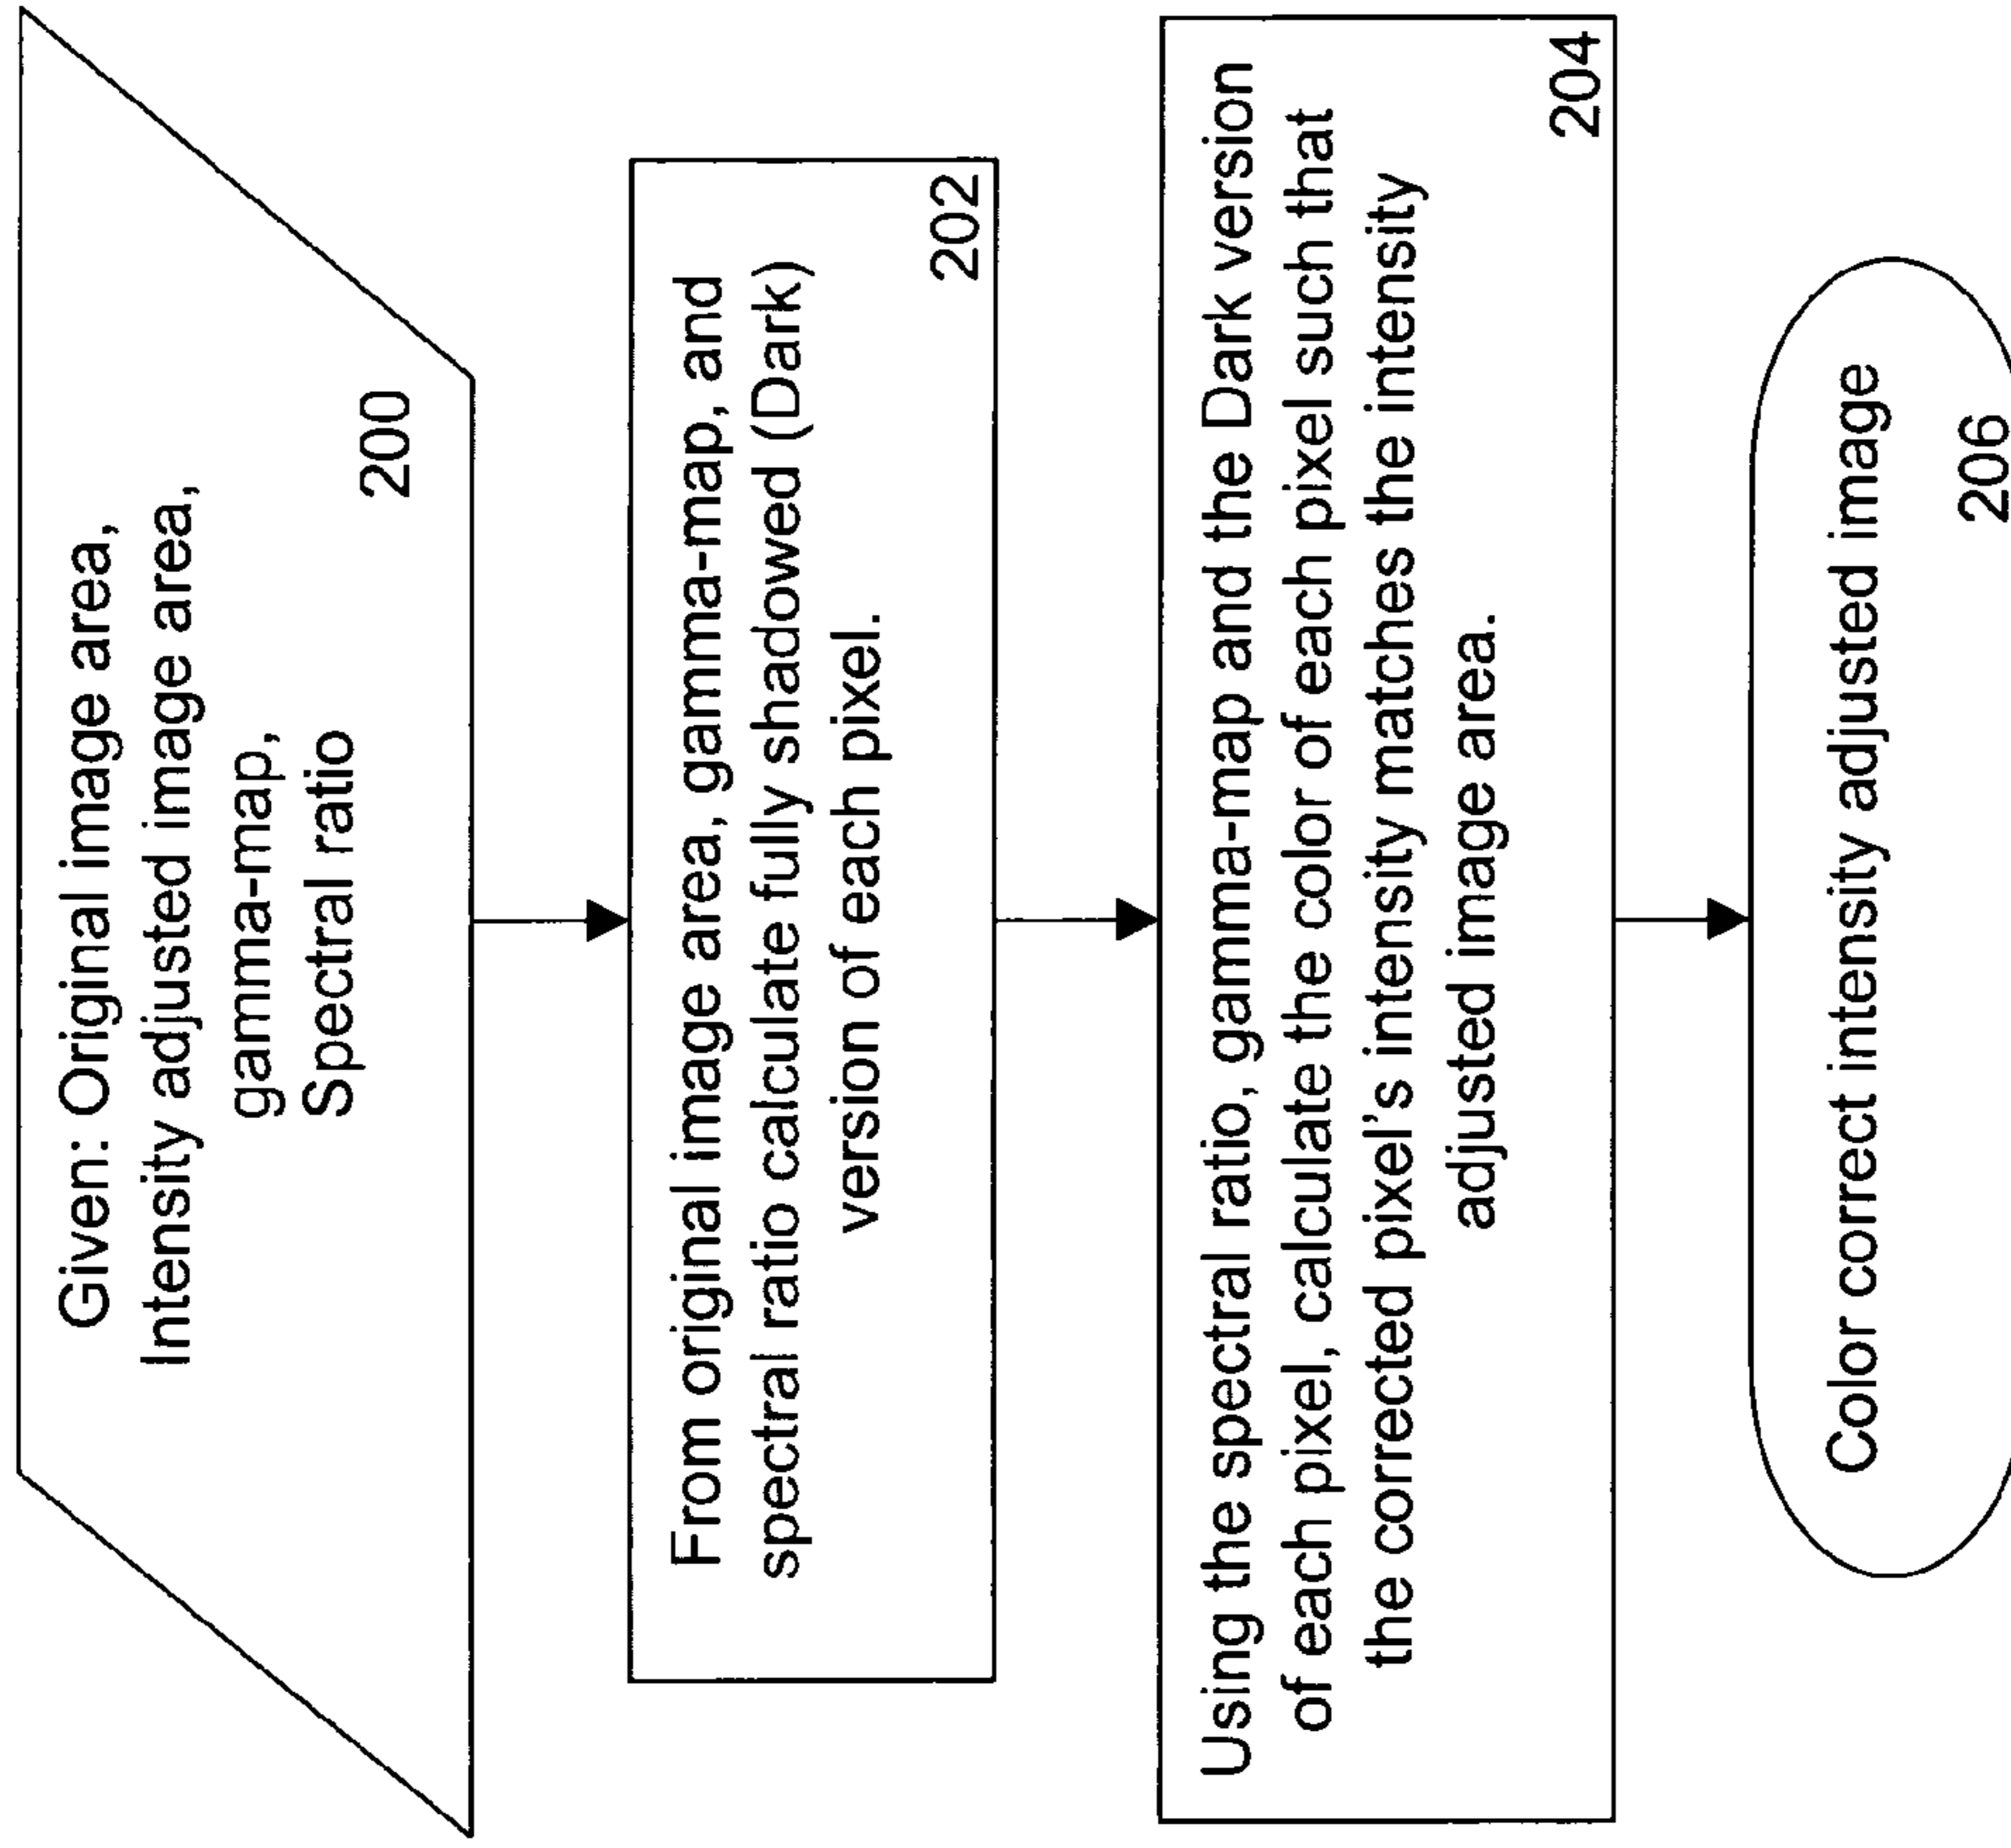 Given: Original image area,
Intensity adjusted image area,
gamma-map,
Spectral ratio
200
From original image area, gamma-map, and
spectral ratio calculate fully shadowed (Dark)
version of each pixel.
202
Using the spectral ratio, gamma-map and the Dark version
of each pixel, calculate the color of each pixel such that
the corrected pixel's intensity matches the intensity
adjusted image area.
204
Color correct intensity adjusted image
206